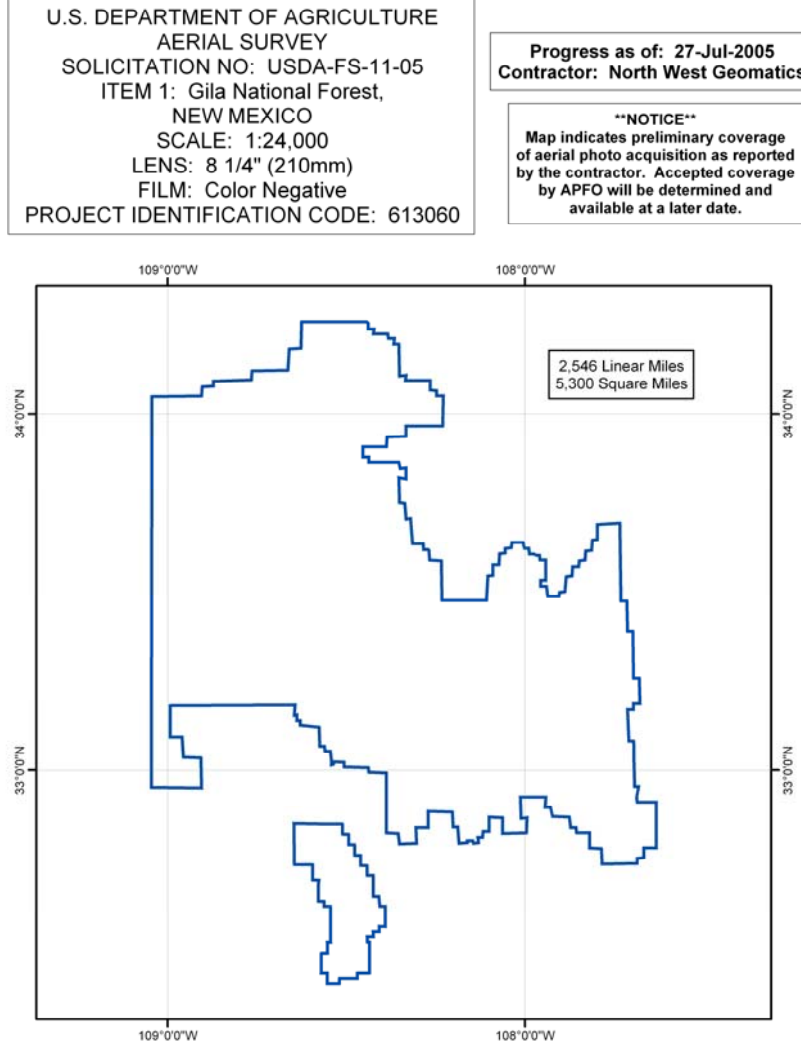 U.S. DEPARTMENT OF AGRICULTURE
AERIAL SURVEY
SOLICITATION NO: USDA-FS-11-05
ITEM 1: Gila National Forest,
NEW MEXICO
SCALE: 1:24,000
LENS: 8 1/4" (210mm)
FILM: Color Negative
PROJECT IDENTIFICATION CODE: 613060
Progress as of: 27-Jul-2005
Contractor: North West Geomatics
**NOTICE**
Map indicates preliminary coverage
of aerial photo acquisition as reported
by the contractor. Accepted coverage
by APFO will be determined and
available at a later date.
109°0'0"W
108°0'0"W
2,546 Linear Miles
5,300 Square Miles
34°0'0"N
34°0'0"N
33°0'0"N
33°0'0"N
109°0'0"W
108°0'0"W